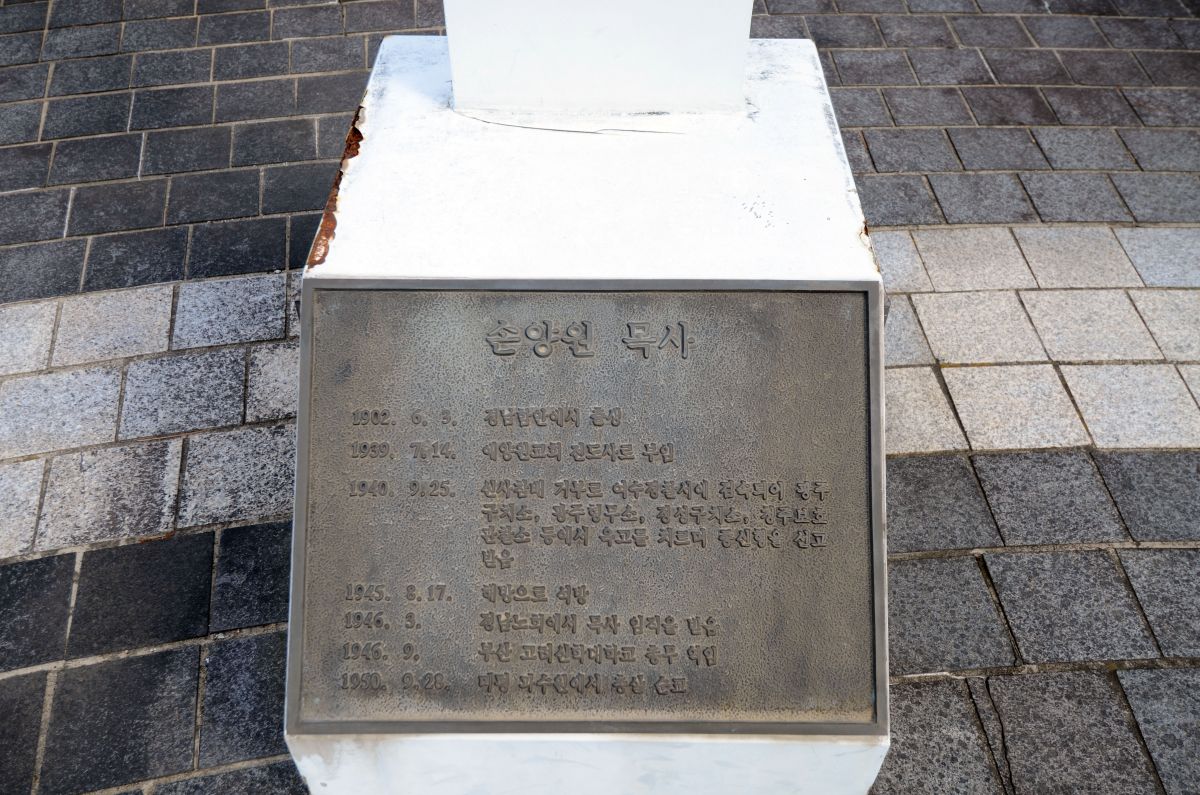 손양원 목사
1902. 6. 3. 경남함안에서 출생
1939. 7. 14. 애양원교회 전도사로 부임
1940. 9. 25. 신사참배 거부로 여수경찰서에 검속되어 광주
구치소, 광주형무소, 경성구치소, 청주보호
관찰소 등에서 옥고를 치르며 종신형을 선고
받음
1945. 8. 17. 해방으로 석방
1946. 3. 경남노회에서 목사 임직을 받음
1946. 9. 부산 고려신학대학교 총무 역임
1950. 9. 28. 미평 과수원에서 총살 순교